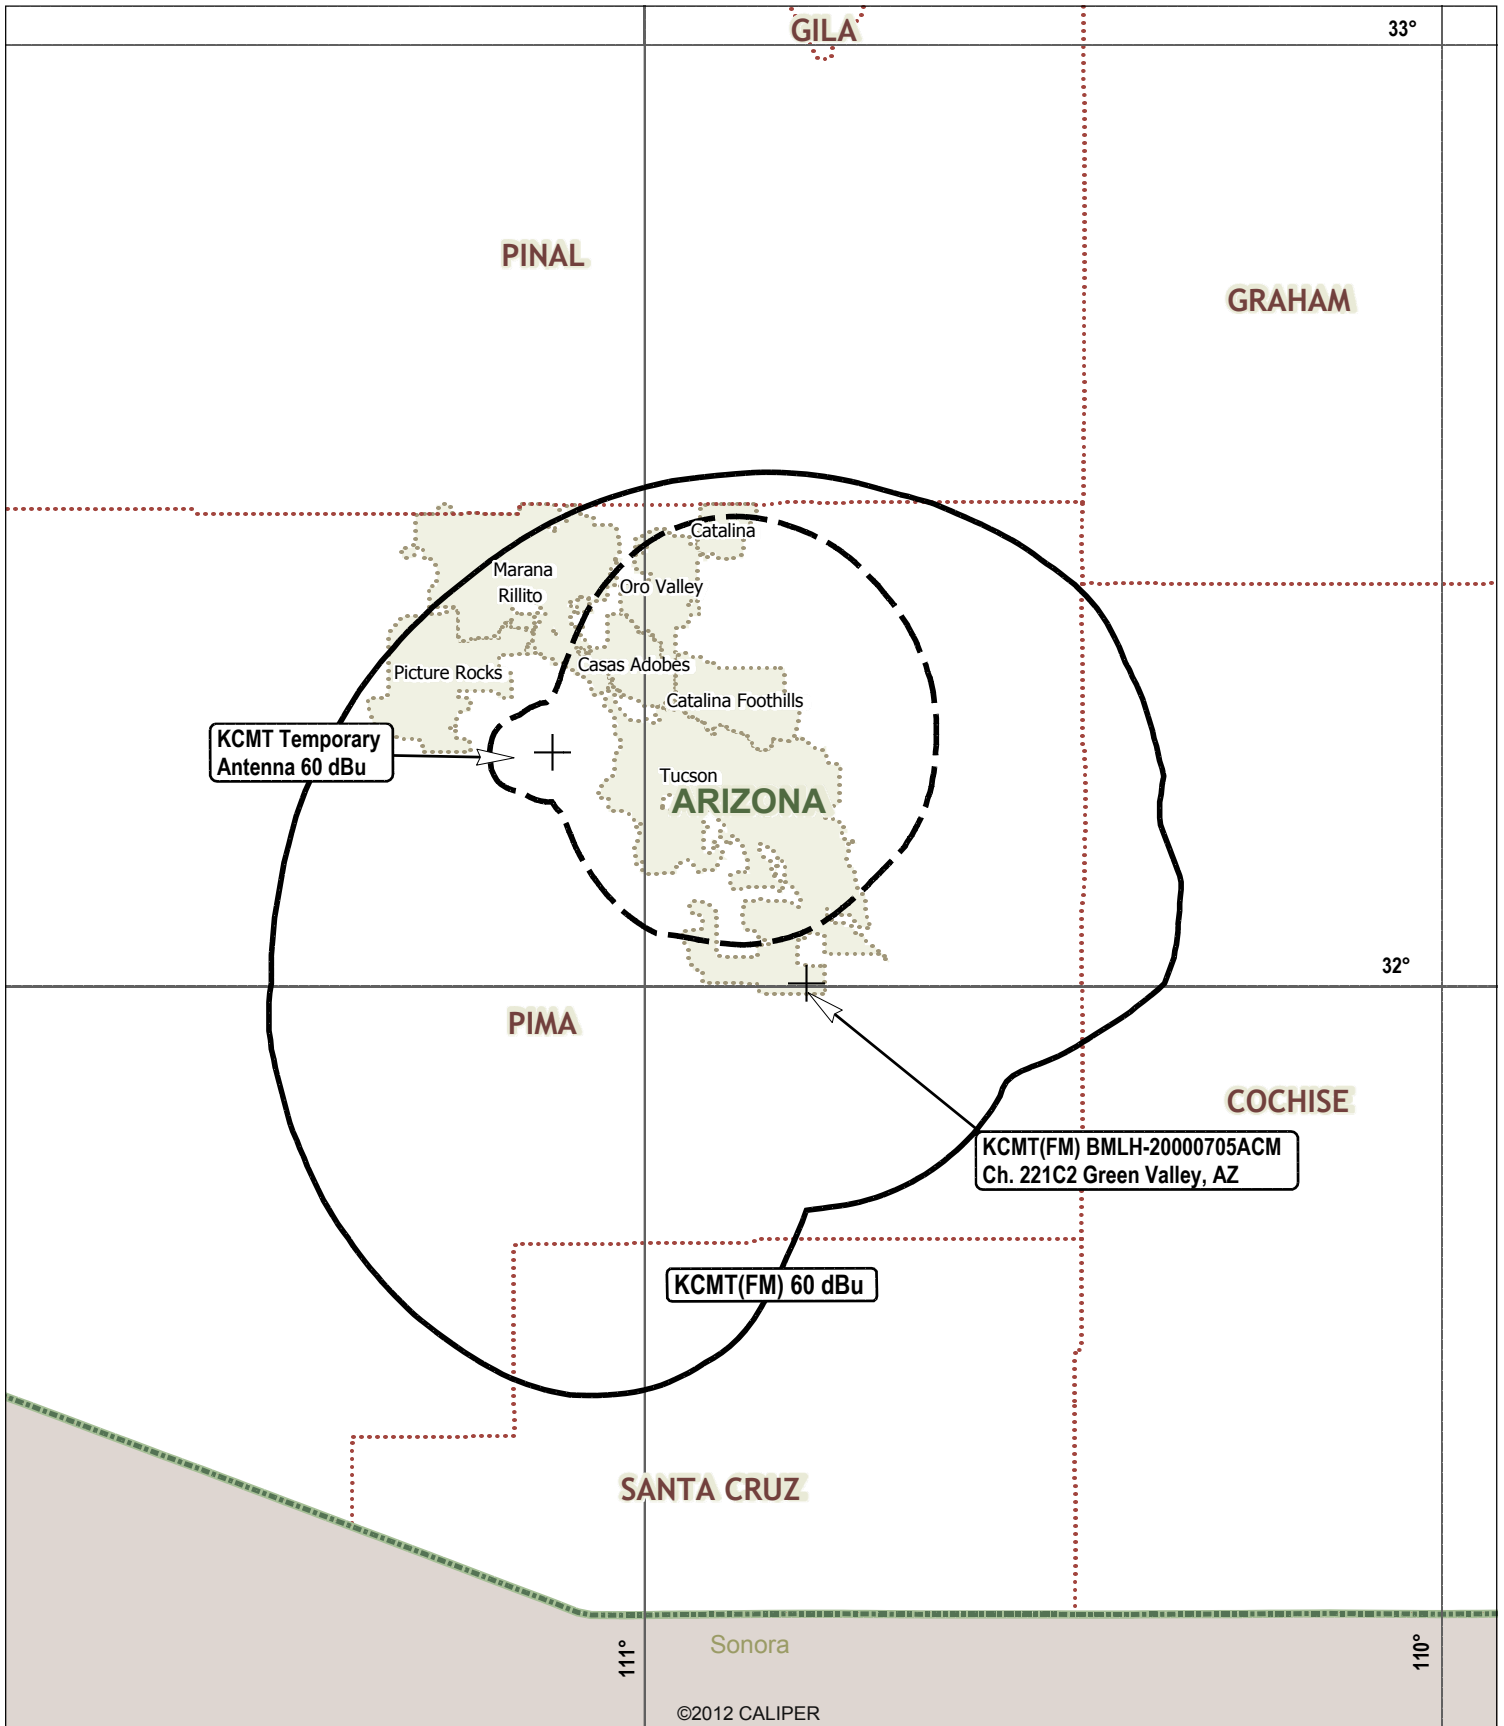 GILA
33°
PINAL
GRAHAM
Catalina
Marana
Rillito
Oro Valley
Casas Adobes
Picture Rocks
Catalina Foothills
KCMT Temporary
Antenna 60 dBu
Tucson
ARIZONA
32°
PIMA
COCHISE
KCMT(FM) BMLH-20000705ACM
Ch. 221C2 Green Valley, AZ
KCMT(FM) 60 dBu
SANTA CRUZ
111°
Sonora
110°
©2012 CALIPER